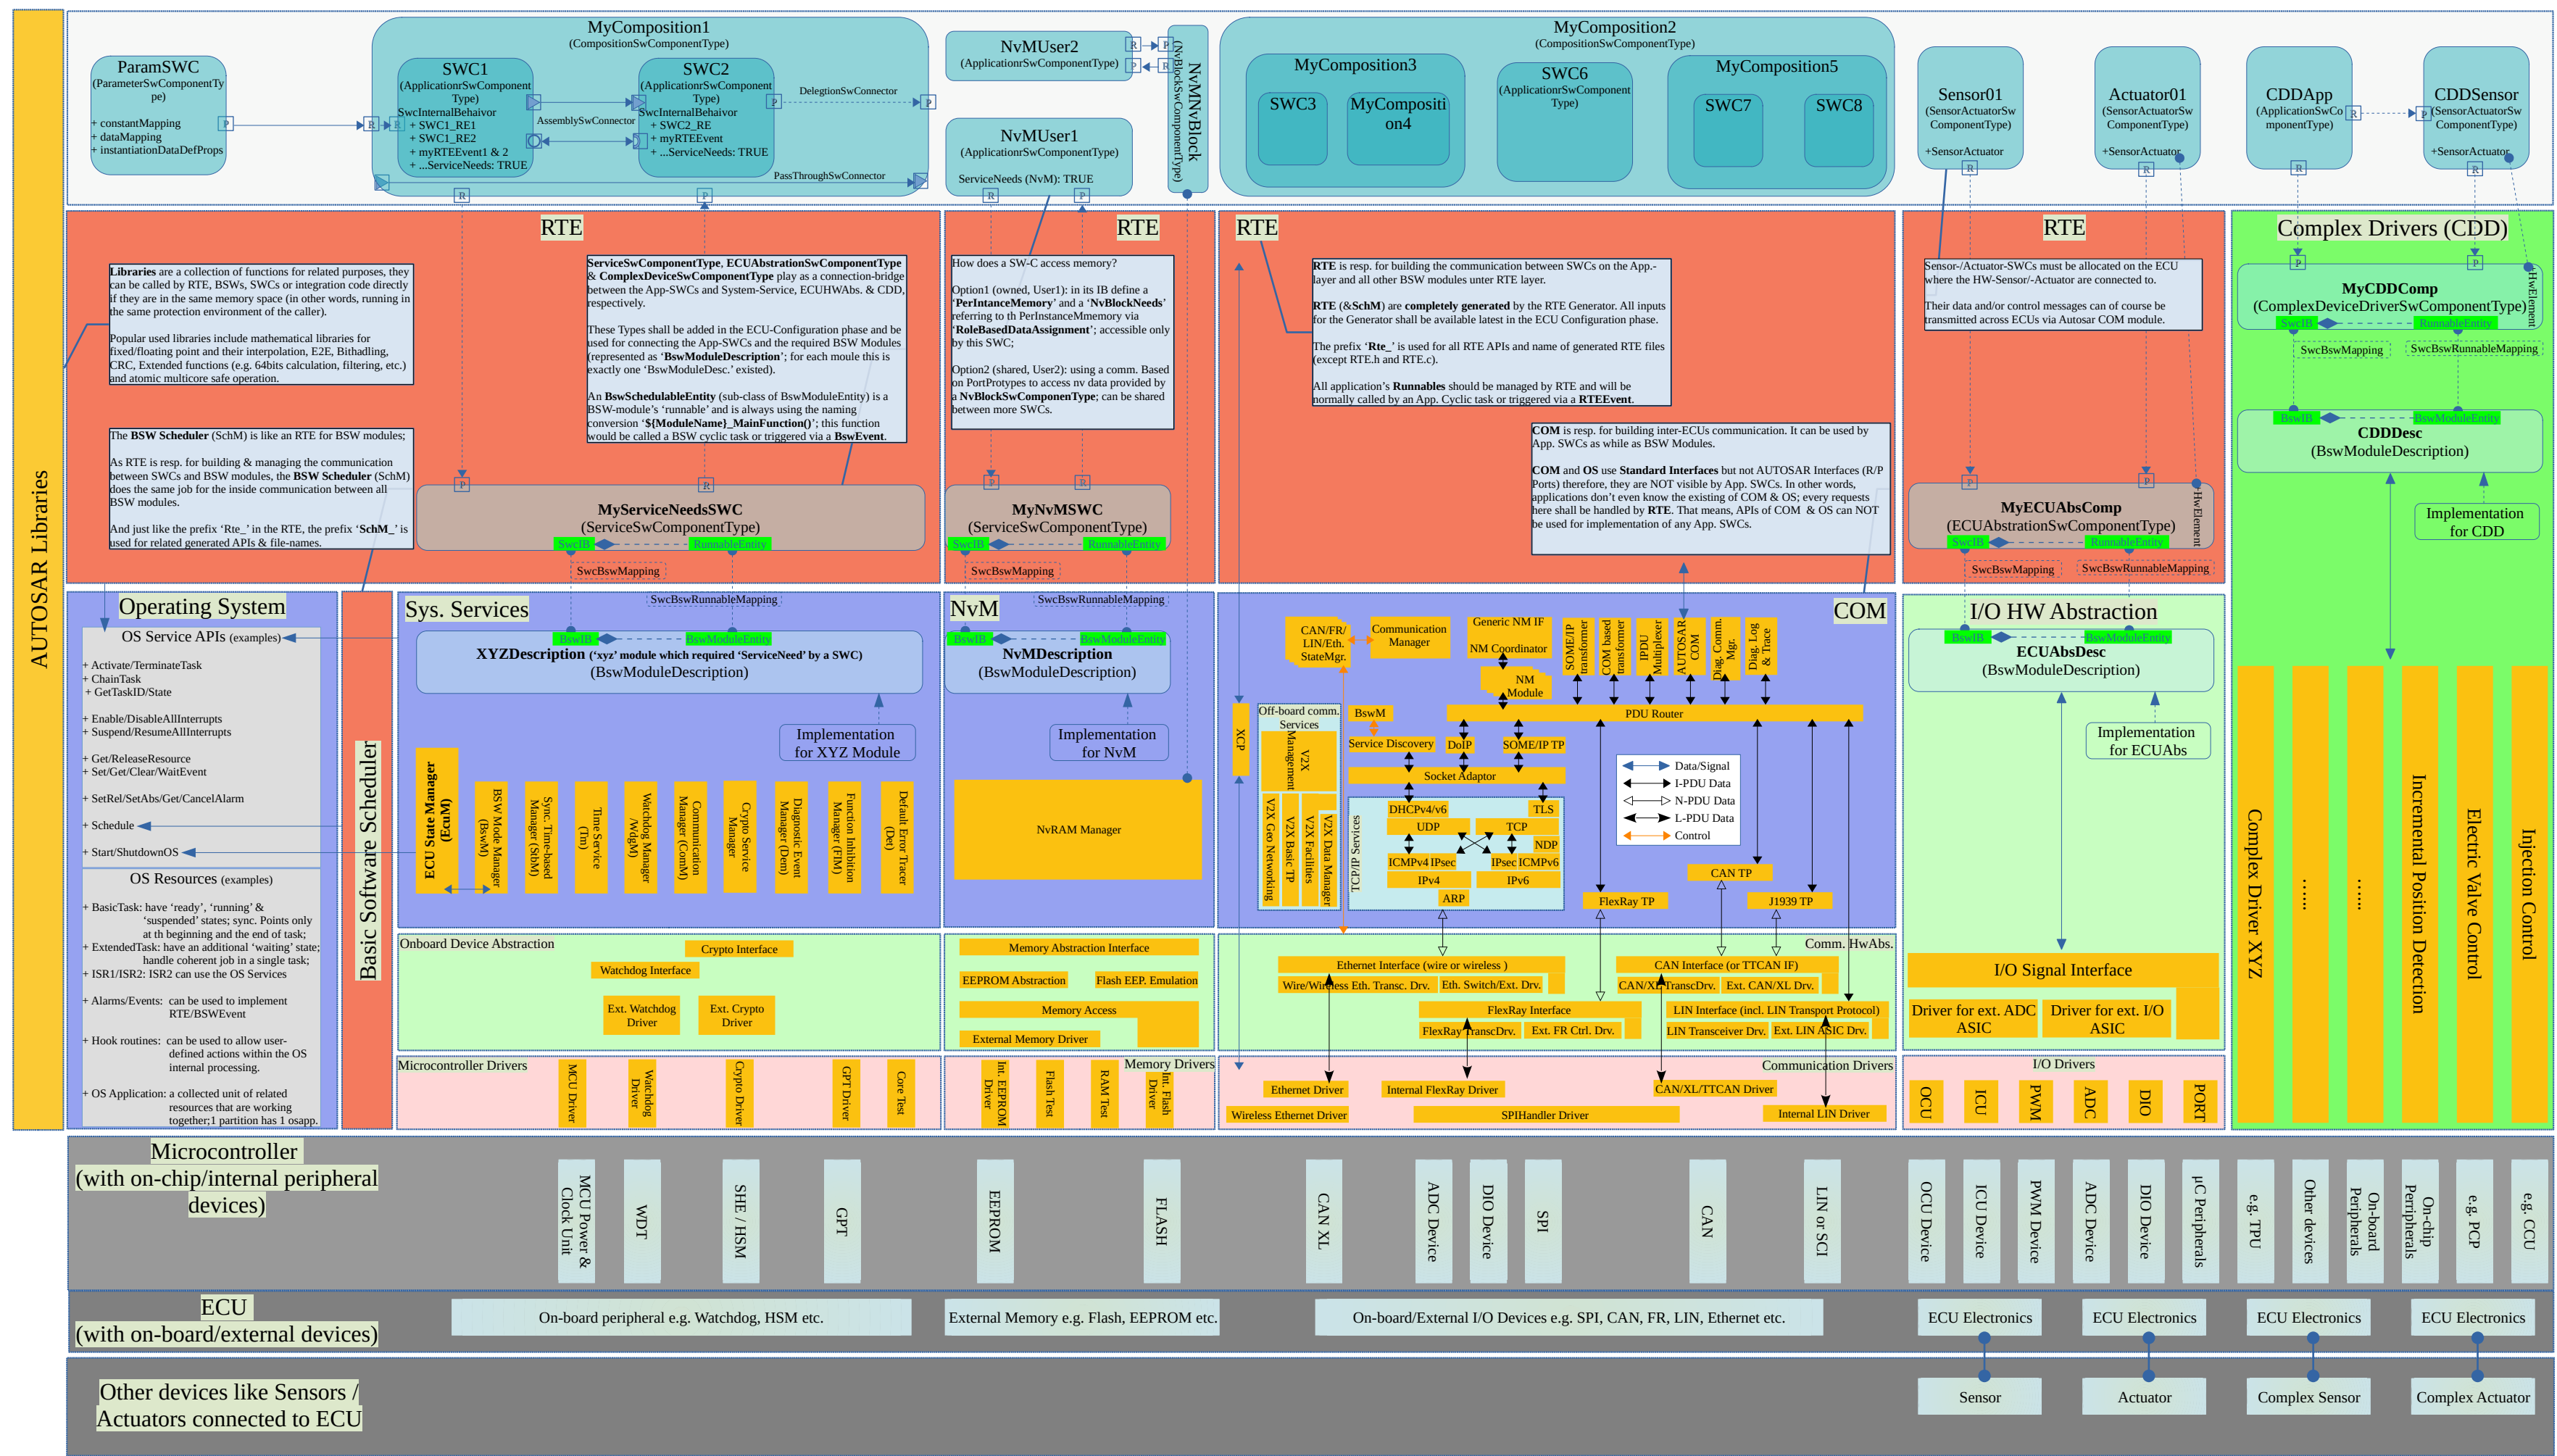 AUTOSAR Libraries
ParamSWC
(ParameterSwComponentTy
pe)
+ constantMapping
+ dataMapping
+ instantiationDataDefProps
P
R
R
MyComposition1
(CompositionSwComponentType)
SWC1
(ApplicationrSwComponent
Type)
SwcInternalBehaivor
+ SWC1_RE1
+ SWC1_RE2
+ myRTEEvent1 & 2
+ ...ServiceNeeds: TRUE
AssemblySwConnector
SWC2
(ApplicationrSwComponent
Type)
SwcInternalBehaivor
+ SWC2_RE
+ myRTEEvent
+ ...ServiceNeeds: TRUE
P
DelegtionSwConnector
P
PassThroughSwConnector
R
P
NvMUser2
(ApplicationrSwComponentType)
R
P
P
R
NvMNvBlock
(NvBlockSwComponentType)
NvMUser1
(ApplicationrSwComponentType)
ServiceNeeds (NvM): TRUE
R
P
MyComposition2
(CompositionSwComponentType)
MyComposition3
SWC3
MyCompositi
on4
SWC6
(ApplicationrSwComponent
Type)
MyComposition5
SWC7
SWC8
Sensor01
(SensorActuatorSw
ComponentType)
+SensorActuator
R
Actuator01
(SensorActuatorSw
ComponentType)
+SensorActuator
R
CDDApp
(ApplicationSwCo
mponentType)
R
R
P
CDDSensor
(SensorActuatorSw
ComponentType)
+SensorActuator
R
RTE
Libraries are a collection of functions for related purposes, they
can be called by RTE, BSWs, SWCs or integration code directly
if they are in the same memory space (in other words, running in
the same protection environment of the caller).
Popular used libraries include mathematical libraries for
fixed/floating point and their interpolation, E2E, Bithadling,
CRC, Extended functions (e.g. 64bits calculation, filtering, etc.)
and atomic multicore safe operation.
The BSW Scheduler (SchM) is like an RTE for BSW modules;
As RTE is resp. for building & managing the communication
between SWCs and BSW modules, the BSW Scheduler (SchM)
does the same job for the inside communication between all
BSW modules.
And just like the prefix ‘Rte_’ in the RTE, the prefix ‘SchM_’ is
used for related generated APIs & file-names.
ServiceSwComponentType, ECUAbstrationSwComponentType
& ComplexDeviceSwComponentType play as a connection-bridge
between the App-SWCs and System-Service, ECUHWAbs. & CDD,
respectively.
These Types shall be added in the ECU-Configuration phase and be
used for connecting the App-SWCs and the required BSW Modules
(represented as ‘BswModuleDescription’; for each moule this is
exactly one ‘BswModuleDesc.’ existed).
An BswSchedulableEntity (sub-class of BswModuleEntity) is a
BSW-module’s ‘runnable’ and is always using the naming
conversion ‘${ModuleName}_MainFunction()’; this function
would be called a BSW cyclic task or triggered via a BswEvent.
P
R
MyServiceNeedsSWC
(ServiceSwComponentType)
SwcIB
RunnableEntity
SwcBswMapping
SwcBswRunnableMapping
RTE
How does a SW-C access memory?
Option1 (owned, User1): in its IB define a
‘PerIntanceMemory’ and a ‘NvBlockNeeds’
referring to th PerInstanceMmemory via
‘RoleBasedDataAssignment’; accessible only
by this SWC;
Option2 (shared, User2): using a comm. Based
on PortProtypes to access nv data provided by
a NvBlockSwComponenType; can be shared
between more SWCs.
P
R
MyNvMSWC
(ServiceSwComponentType)
SwcIB
RunnableEntity
SwcBswMapping
SwcBswRunnableMapping
RTE
RTE is resp. for building the communication between SWCs on the App.-
layer and all other BSW modules unter RTE layer.
RTE (&SchM) are completely generated by the RTE Generator. All inputs
for the Generator shall be available latest in the ECU Configuration phase.
The prefix ‘Rte_’ is used for all RTE APIs and name of generated RTE files
(except RTE.h and RTE.c).
All application’s Runnables should be managed by RTE and will be
normally called by an App. Cyclic task or triggered via a RTEEvent.
COM is resp. for building inter-ECUs communication. It can be used by
App. SWCs as while as BSW Modules.
COM and OS use Standard Interfaces but not AUTOSAR Interfaces (R/P
Ports) therefore, they are NOT visible by App. SWCs. In other words,
applications don’t even know the existing of COM & OS; every requests
here shall be handled by RTE. That means, APIs of COM & OS can NOT
be used for implementation of any App. SWCs.
RTE
Sensor-/Actuator-SWCs must be allocated on the ECU
where the HW-Sensor/-Actuator are connected to.
Their data and/or control messages can of course be
transmitted across ECUs via Autosar COM module.
P
P
+HwElement
MyECUAbsComp
(ECUAbstrationSwComponentType)
SwcIB
RunnableEntity
SwcBswMapping
SwcBswRunnableMapping
Complex Drivers (CDD)
P
P
+HwElement
MyCDDComp
(ComplexDeviceDriverSwComponentType)
SwcIB
RunnableEntity
SwcBswMapping
SwcBswRunnableMapping
BswIB
BswModuleEntity
CDDDesc
(BswModuleDescription)
Implementation
for CDD
Complex Driver XYZ
……
……
Incremental Position Detection
Electric Valve Control
Injection Control
Operating System
OS Service APIs (examples)
+ Activate/TerminateTask
+ ChainTask
+ GetTaskID/State
+ Enable/DisableAllInterrupts
+ Suspend/ResumeAllInterrupts
+ Get/ReleaseResource
+ Set/Get/Clear/WaitEvent
+ SetRel/SetAbs/Get/CancelAlarm
+ Schedule
+ Start/ShutdownOS
OS Resources (examples)
+ BasicTask: have ‘ready’, ‘running’ &
‘suspended’ states; sync. Points only
at th beginning and the end of task;
+ ExtendedTask: have an additional ‘waiting’ state;
handle coherent job in a single task;
+ ISR1/ISR2: ISR2 can use the OS Services
+ Alarms/Events: can be used to implement
RTE/BSWEvent
+ Hook routines: can be used to allow user-
defined actions within the OS
internal processing.
+ OS Application: a collected unit of related
resources that are working
together;1 partition has 1 osapp.
Basic Software Scheduler
Sys. Services
BswIB
BswModuleEntity
XYZDescription (‘xyz’ module which required ‘ServiceNeed’ by a SWC)
(BswModuleDescription)
Implementation
for XYZ Module
ECU State Manager
(EcuM)
BSW Mode Manager
(BswM)
Sync. Time-based
Manager (StbM)
Time Service
(Tm)
Watchdog Manager
/WdgM)
Communication
Manager (ComM)
Crypto Service
Manager
Diagnostic Event
Manager (Dem)
Function Inhibition
Manager (FIM)
Default Error Tracer
(Det)
NvM
BswIB
BswModuleEntity
NvMDescription
(BswModuleDescription)
Implementation
for NvM
NvRAM Manager
COM
CAN/FR/
LIN/Eth.
StateMgr.
Communication
Manager
Generic NM IF
NM Coordinator
NM
Module
SOME/IP
transformer
COM based
transformer
IPDU
Multiplexer
AUTOSAR
COM
Diag. Comm.
Mgr.
Diag. Log
& Trace
XCP
Off-board comm.
Services
V2X
Management
V2X Geo Networking
V2X Basic TP
V2X Facilities
V2X Data Manager
BswM
PDU Router
Service Discovery
DoIP
SOME/IP TP
Socket Adaptor
TCP/IP Services
DHCPv4/v6
TLS
UDP
TCP
NDP
ICMPv4
IPsec
IPsec
ICMPv6
IPv4
IPv6
ARP
Data/Signal
I-PDU Data
N-PDU Data
L-PDU Data
Control
CAN TP
FlexRay TP
J1939 TP
I/O HW Abstraction
BswIB
BswModuleEntity
ECUAbsDesc
(BswModuleDescription)
Implementation
for ECUAbs
I/O Signal Interface
Driver for ext. ADC
ASIC
Driver for ext. I/O
ASIC
Onboard Device Abstraction
Crypto Interface
Watchdog Interface
Ext. Watchdog
Driver
Ext. Crypto
Driver
Memory Abstraction Interface
EEPROM Abstraction
Flash EEP. Emulation
Memory Access
External Memory Driver
Comm. HwAbs.
Ethernet Interface (wire or wireless )
Wire/Wireless Eth. Transc. Drv.
Eth. Switch/Ext. Drv.
CAN Interface (or TTCAN IF)
CAN/XL TranscDrv.
Ext. CAN/XL Drv.
FlexRay Interface
FlexRay TranscDrv.
Ext. FR Ctrl. Drv.
LIN Interface (incl. LIN Transport Protocol)
LIN Transceiver Drv.
Ext. LIN ASIC Drv.
Microcontroller Drivers
MCU Driver
Watchdog
Driver
Crypto Driver
GPT Driver
Core Test
Memory Drivers
Int. EEPROM
Driver
Flash Test
RAM Test
Int. Flash
Driver
Communication Drivers
Ethernet Driver
Internal FlexRay Driver
CAN/XL/TTCAN Driver
Wireless Ethernet Driver
SPIHandler Driver
Internal LIN Driver
I/O Drivers
OCU
ICU
PWM
ADC
DIO
PORT
Microcontroller
(with on-chip/internal peripheral
devices)
MCU Power &
Clock Unit
WDT
SHE / HSM
GPT
EEPROM
FLASH
CAN XL
ADC Device
DIO Device
SPI
CAN
LIN or SCI
OCU Device
ICU Device
PWM Device
ADC Device
DIO Device
µC Peripherals
e.g. TPU
Other devices
On-board
Peripherals
On-chip
Perripherals
e.g. PCP
e.g. CCU
ECU
(with on-board/external devices)
On-board peripheral e.g. Watchdog, HSM etc.
External Memory e.g. Flash, EEPROM etc.
On-board/External I/O Devices e.g. SPI, CAN, FR, LIN, Ethernet etc.
ECU Electronics
ECU Electronics
ECU Electronics
ECU Electronics
Other devices like Sensors /
Actuators connected to ECU
Sensor
Actuator
Complex Sensor
Complex Actuator